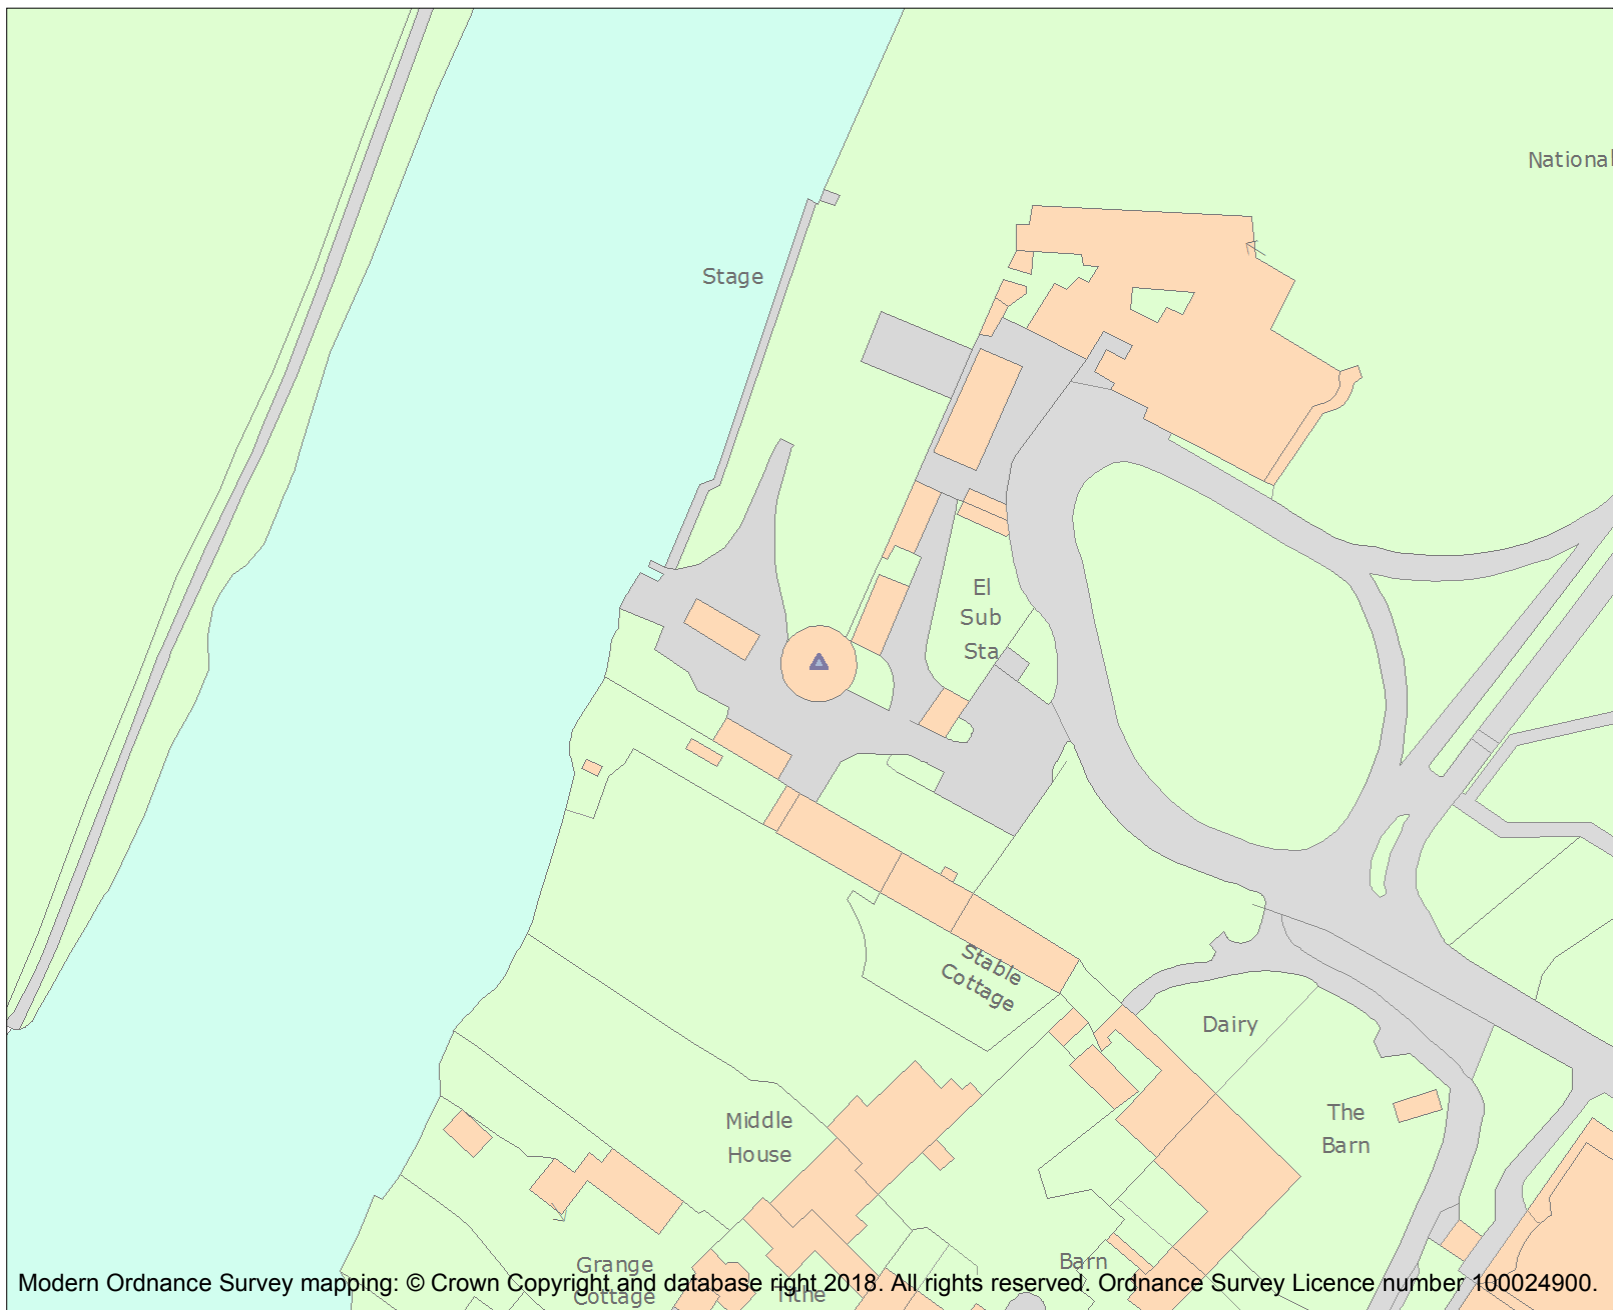 National
Stage
El
Sub
Sta
Stable
Cottage
Dairy
The
Barn
Middle
House
Barn
Grange
Cottage
Tithe
Modern Ordnance Survey mapping: © Crown Copyright and database right 2018. All rights reserved. Ordnance Survey Licence number 100024900.